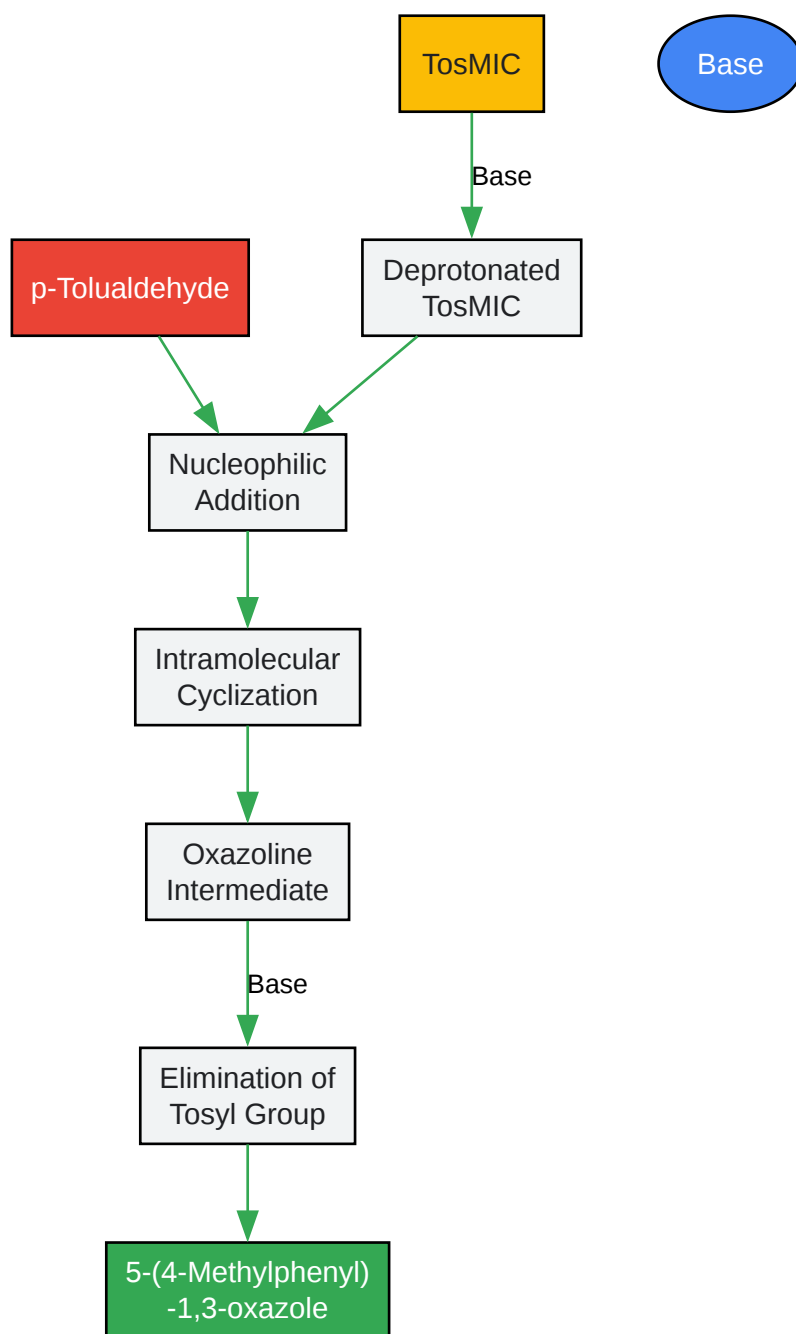 TosMIC
Base
Base
p-Tolualdehyde
Deprotonated
TosMIC
Nucleophilic
Addition
Intramolecular
Cyclization
Oxazoline
Intermediate
Base
Elimination of
Tosyl Group
5-(4-Methylphenyl)
-1,3-oxazole